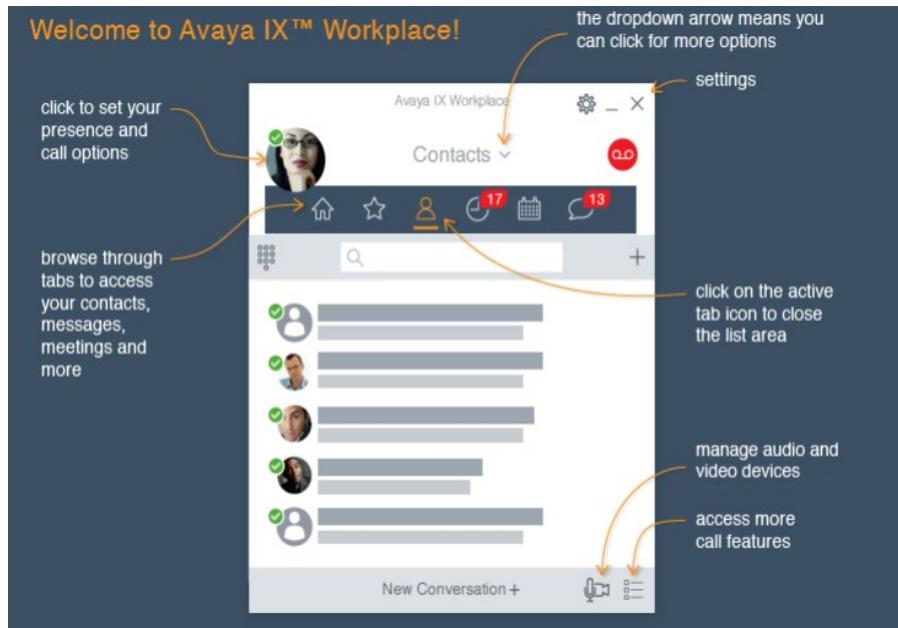 Welcome to Avaya IX™ Workplace!
the dropdown arrow means you
can click for more options
settings
click to set your
presence and
call options
Avaya IX Workplace
Contacts
17
13
browse through
tabs to access
your contacts,
messages,
meetings and
more
click on the active
tab icon to close
the list area
manage audio and
video devices
access more
call features
New Conversation +